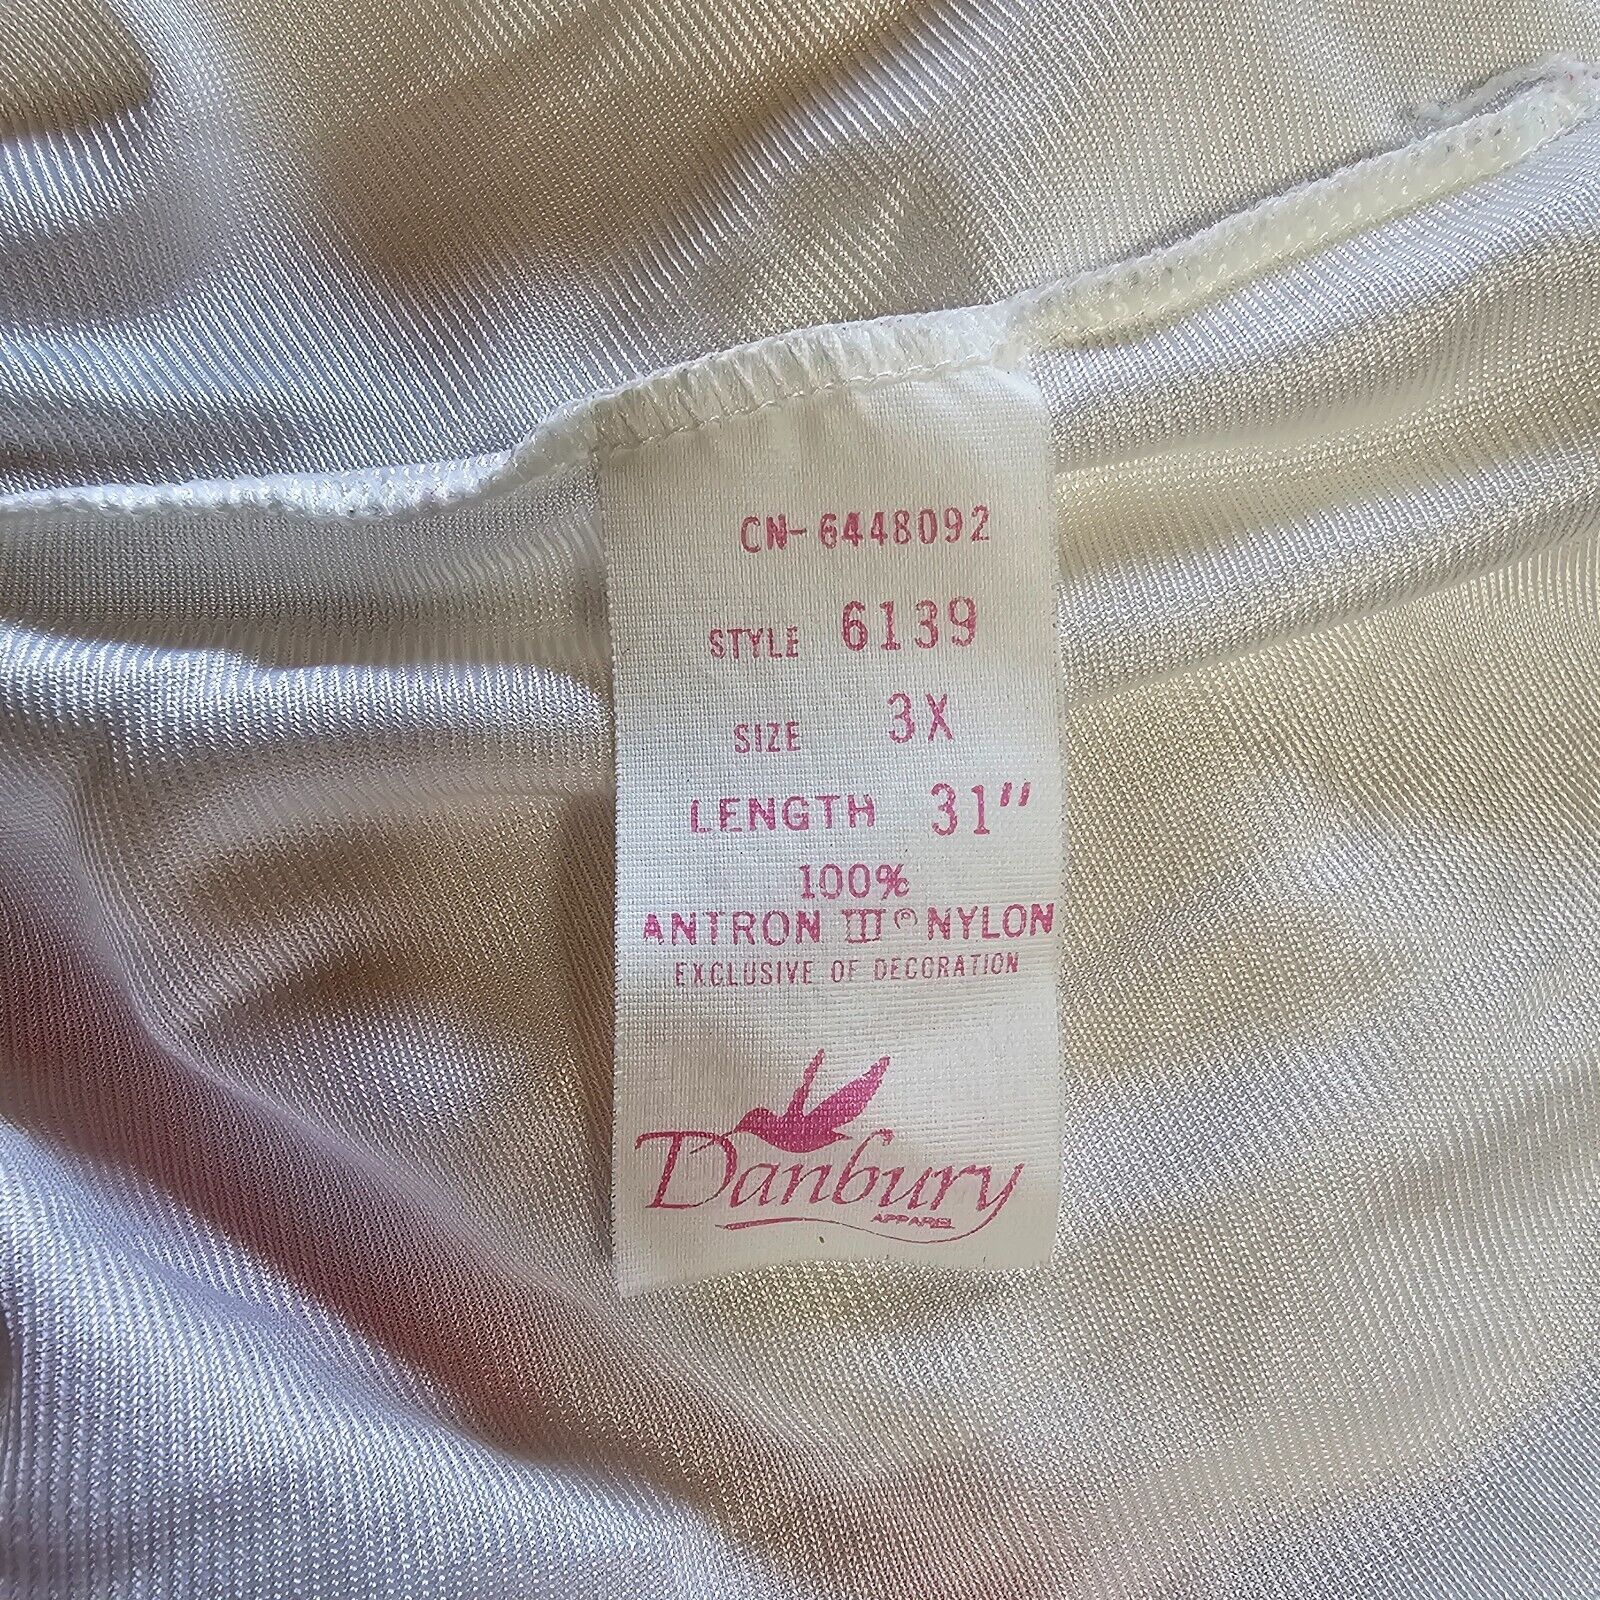 CN-6448092
STYLE 6139
SIZE 3X
LENGTH 31"
100%
ANTRON III® NYLON
EXCLUSIVE OF DECORATION
Danbury
APPAREL